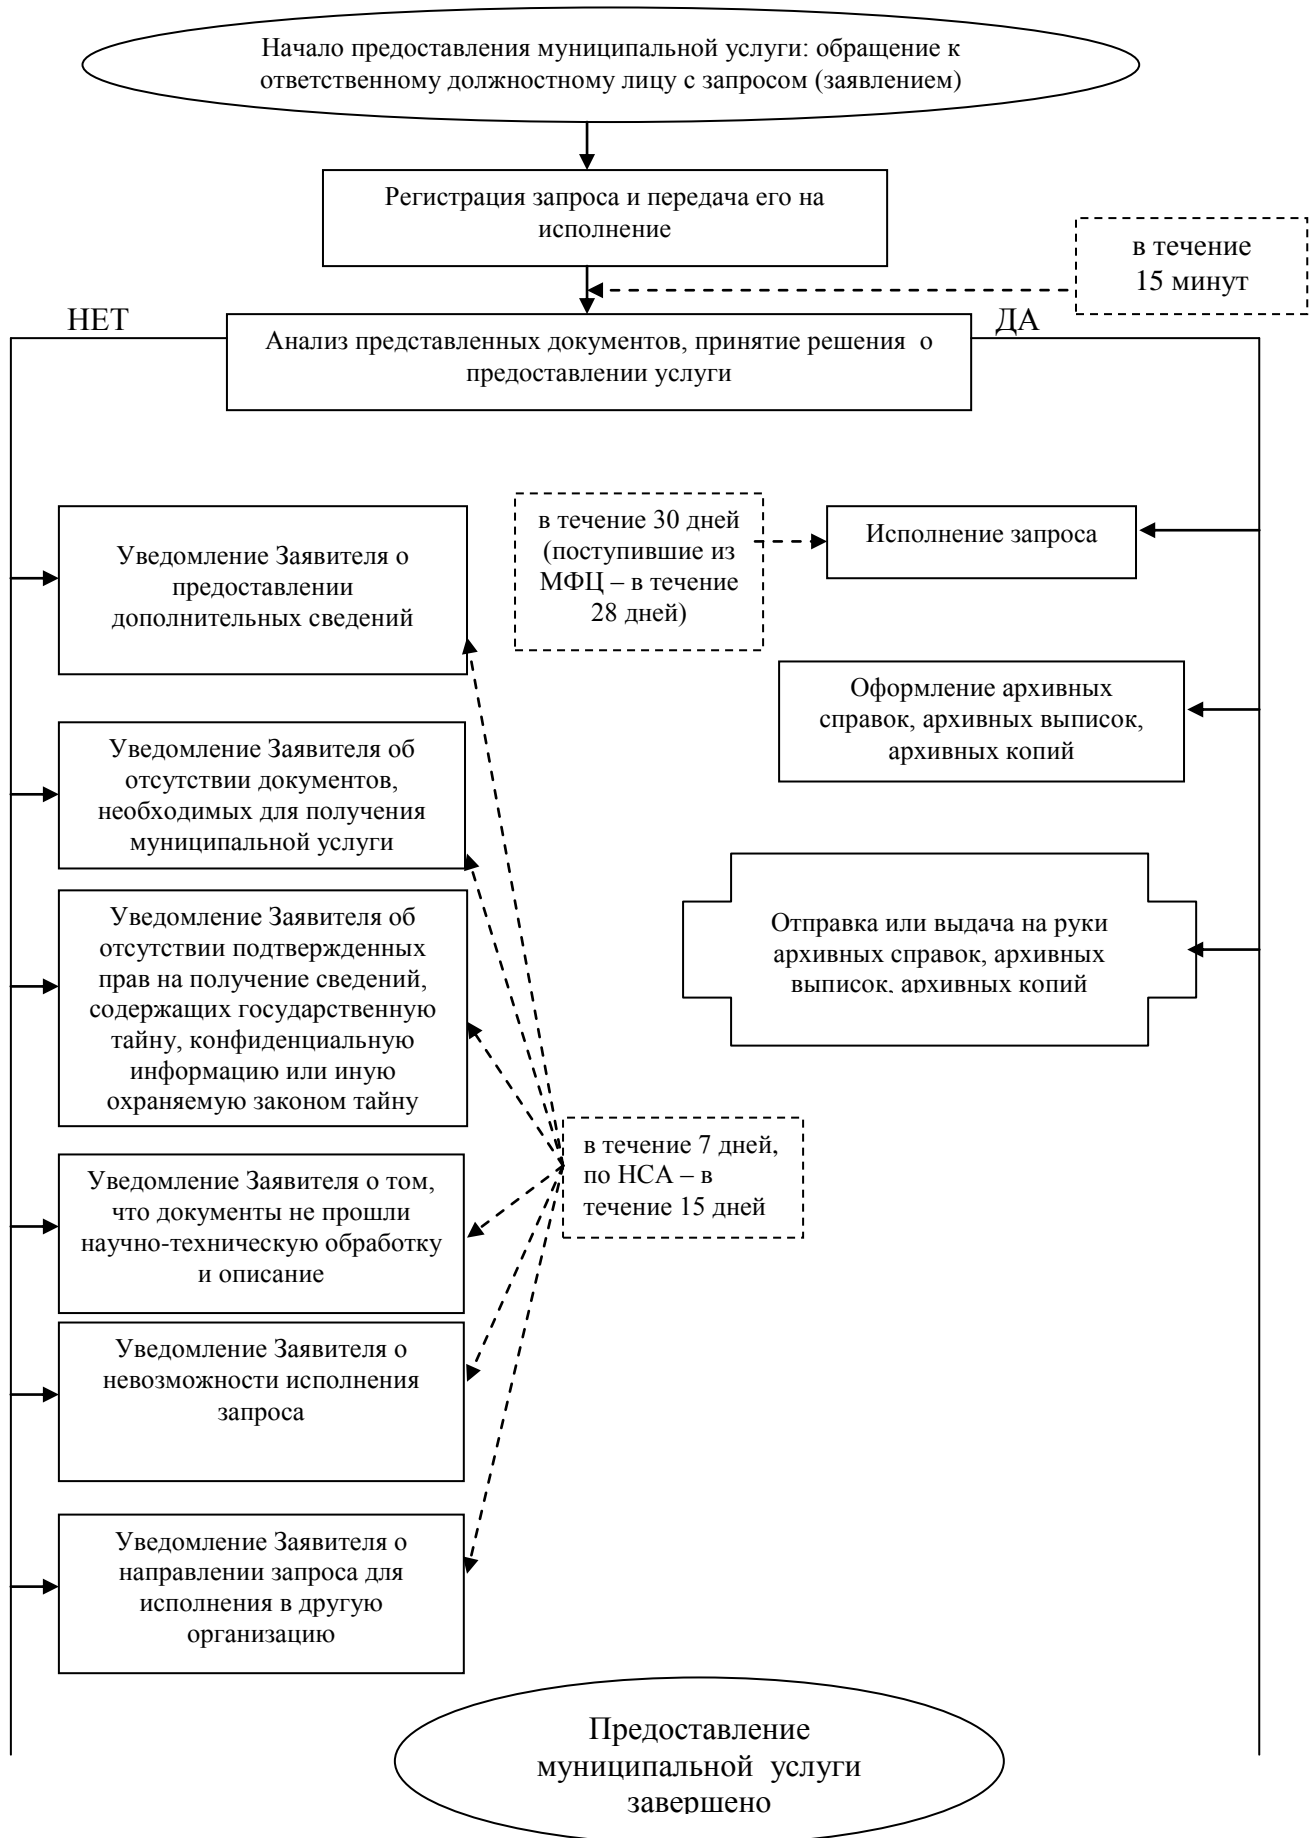 Начало предоставления муниципальной услуги: обращение к
ответственному должностному лицу с запросом (заявлением)
Регистрация запроса и передача его на
исполнение
в течение
15 минут
НЕТ
ДА
Анализ представленных документов, принятие решения о
предоставлении услуги
Уведомление Заявителя о
предоставлении
дополнительных сведений
в течение 30 дней
(поступившие из
МФЦ – в течение
28 дней)
Исполнение запроса
Оформление архивных
справок, архивных выписок,
архивных копий
Уведомление Заявителя об
отсутствии документов,
необходимых для получения
муниципальной услуги
Отправка или выдача на руки
архивных справок, архивных
выписок, архивных копий
Уведомление Заявителя об
отсутствии подтвержденных
прав на получение сведений,
содержащих государственную
тайну, конфиденциальную
информацию или иную
охраняемую законом тайну
в течение 7 дней,
по НСА – в
течение 15 дней
Уведомление Заявителя о том,
что документы не прошли
научно-техническую обработку
и описание
Уведомление Заявителя о
невозможности исполнения
запроса
Уведомление Заявителя о
направлении запроса для
исполнения в другую
организацию
Предоставление
муниципальной услуги
завершено